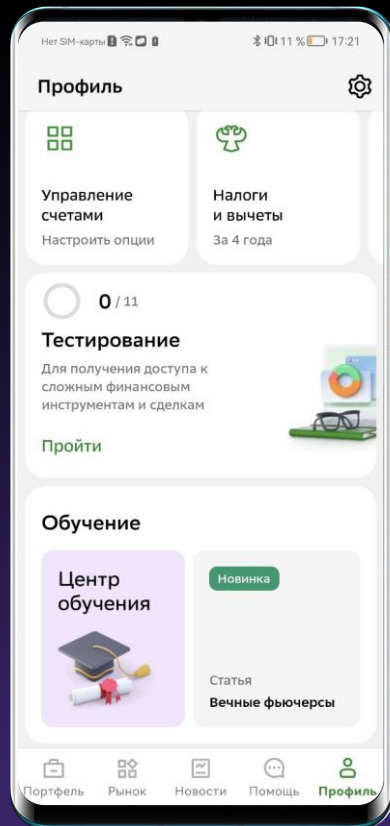 Нет SIM-карты 11 % 17:21
Профиль
Управление
счетами
Настроить опции
Налоги
и вычеты
За 4 года
0 / 11
Тестирование
Для получения доступа к
сложным финансовым
инструментам и сделкам
Пройти
Обучение
Центр
обучения
Новинка
Статья
Вечные фьючерсы
Портфель Рынок Новости Помощь Профиль